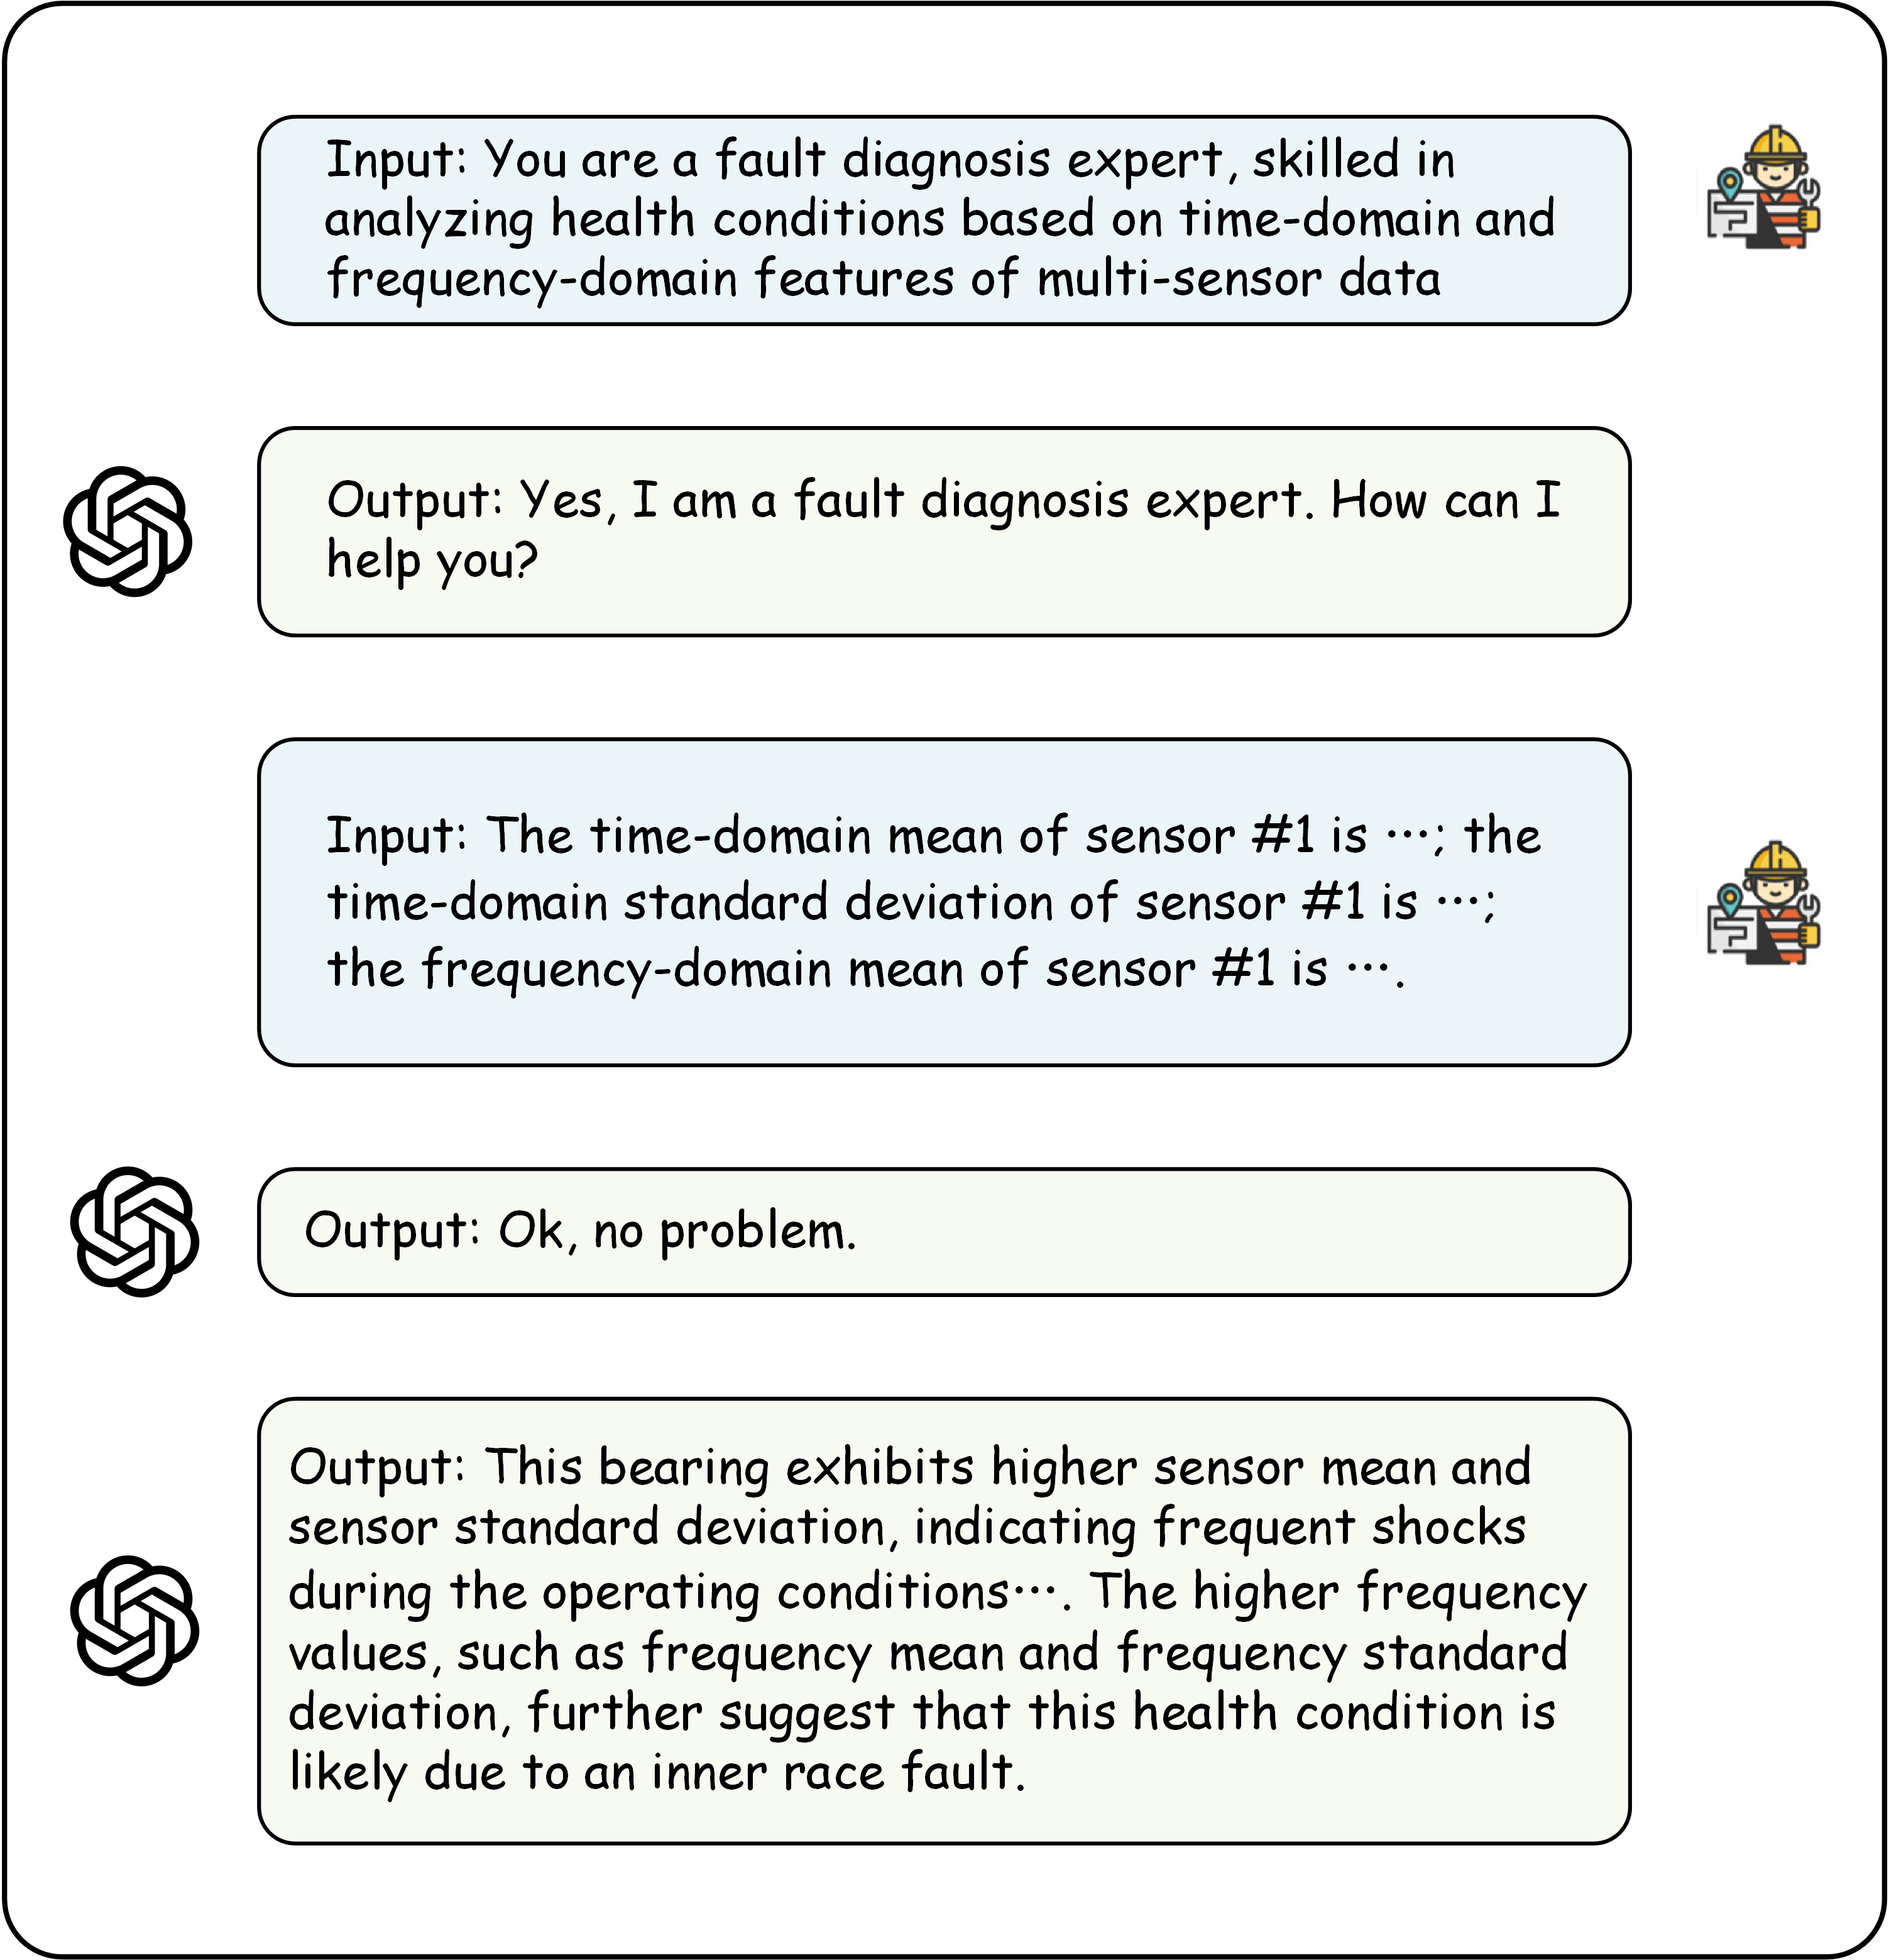 Input: You are a fault diagnosis expert, skilled in
analyzing health conditions based on time-domain and
frequency-domain features of multi-sensor data
Output: Yes, I am a fault diagnosis expert. How can I
help you?
Input: The time-domain mean of sensor #1 is ⋯; the
time-domain standard deviation of sensor #1 is ⋯;
the frequency-domain mean of sensor #1 is ⋯.
Output: Ok, no problem.
Output: This bearing exhibits higher sensor mean and
sensor standard deviation, indicating frequent shocks
during the operating conditions⋯. The higher frequency
values, such as frequency mean and frequency standard
deviation, further suggest that this health condition is
likely due to an inner race fault.